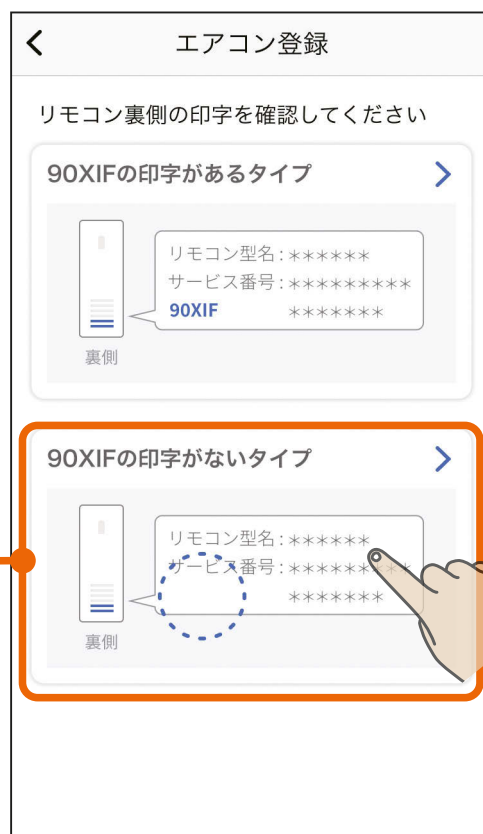 エアコン登録
リモコン裏側の印字を確認してください
90XIFの印字があるタイプ
リモコン型名:******
サービス番号:*********
90XIF *******
裏側
90XIFの印字がないタイプ
リモコン型名:******
サービス番号:*********
*******
裏側